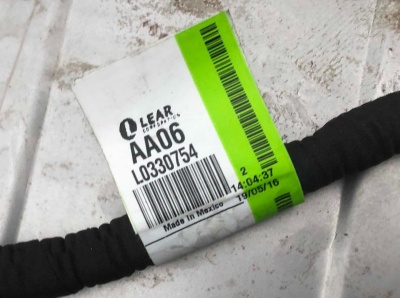 LEAR
CORPORATION
AA06
L0330754
Made in Mexico
2
14:04:37
19/05/16